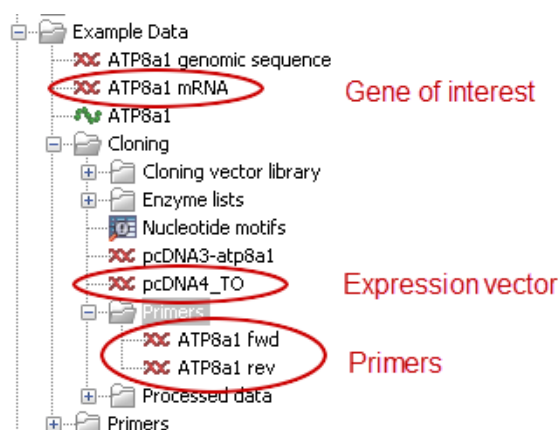 Example Data
ATP8a1 genomic sequence
ATP8a1 mRNA Gene of interest
ATP8a1
Cloning
Cloning vector library
Enzyme lists
Nucleotide motifs
pcDNA3-atp8a1
pcDNA4_TO Expression vector
Primers
ATP8a1 fwd
ATP8a1 rev Primers
Processed data
Primers